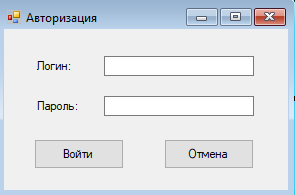 Авторизация
Логин:
Пароль:
Войти Отмена